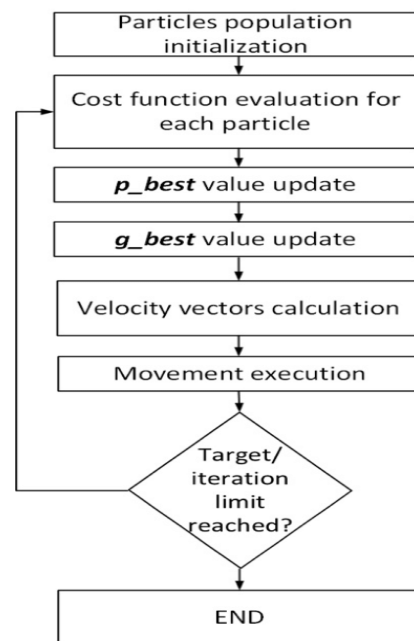 Particles population
initialization
Cost function evaluation for
each particle
p_best value update
g_best value update
Velocity vectors calculation
Movement execution
Target/
iteration
limit
reached?
END